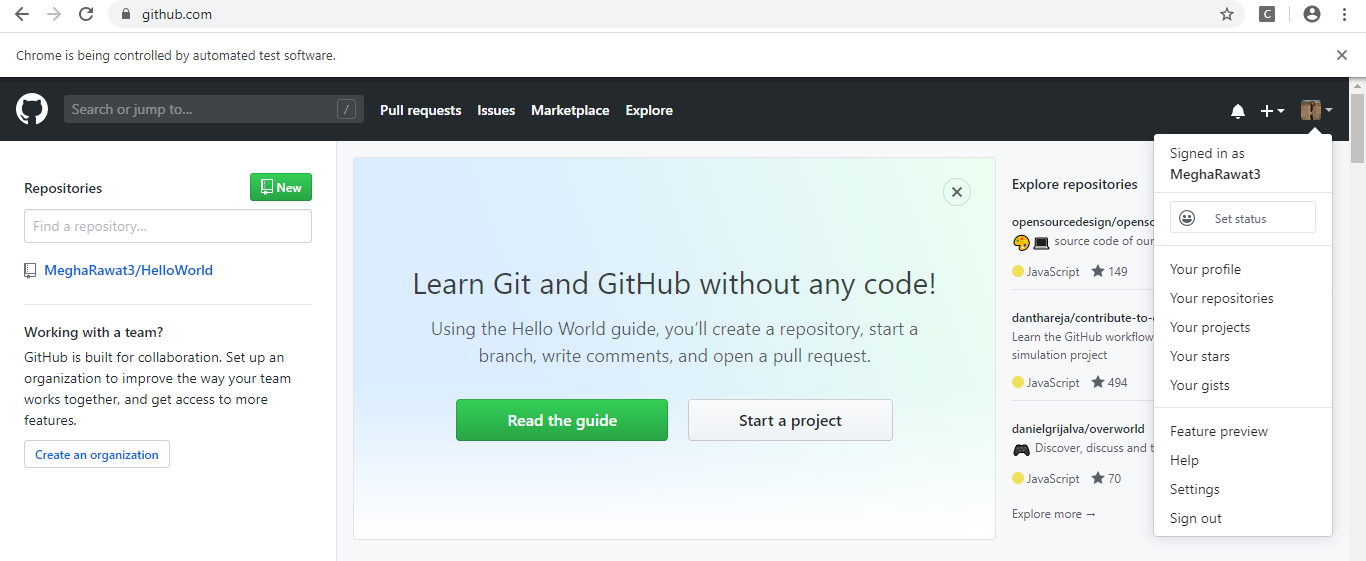 github.com
C
Chrome is being controlled by automated test software.
Search or jump to...
/
Pull requests
Issues
Marketplace
Explore
Repositories
New
Find a repository...
MeghaRawat3/HelloWorld
Working with a team?
GitHub is built for collaboration. Set up an
organization to improve the way your team
works together, and get access to more
features.
Create an organization
Learn Git and GitHub without any code!
Using the Hello World guide, you’ll create a repository, start a
branch, write comments, and open a pull request.
Read the guide
Start a project
Explore repositories
opensourcedesign/openso
source code of our
JavaScript 149
danthareja/contribute-to-
Learn the GitHub workflow
simulation project
JavaScript 494
danielgrijalva/overworld
Discover, discuss and t
JavaScript 70
Explore more →
Signed in as
MeghaRawat3
Set status
Your profile
Your repositories
Your projects
Your stars
Your gists
Feature preview
Help
Settings
Sign out